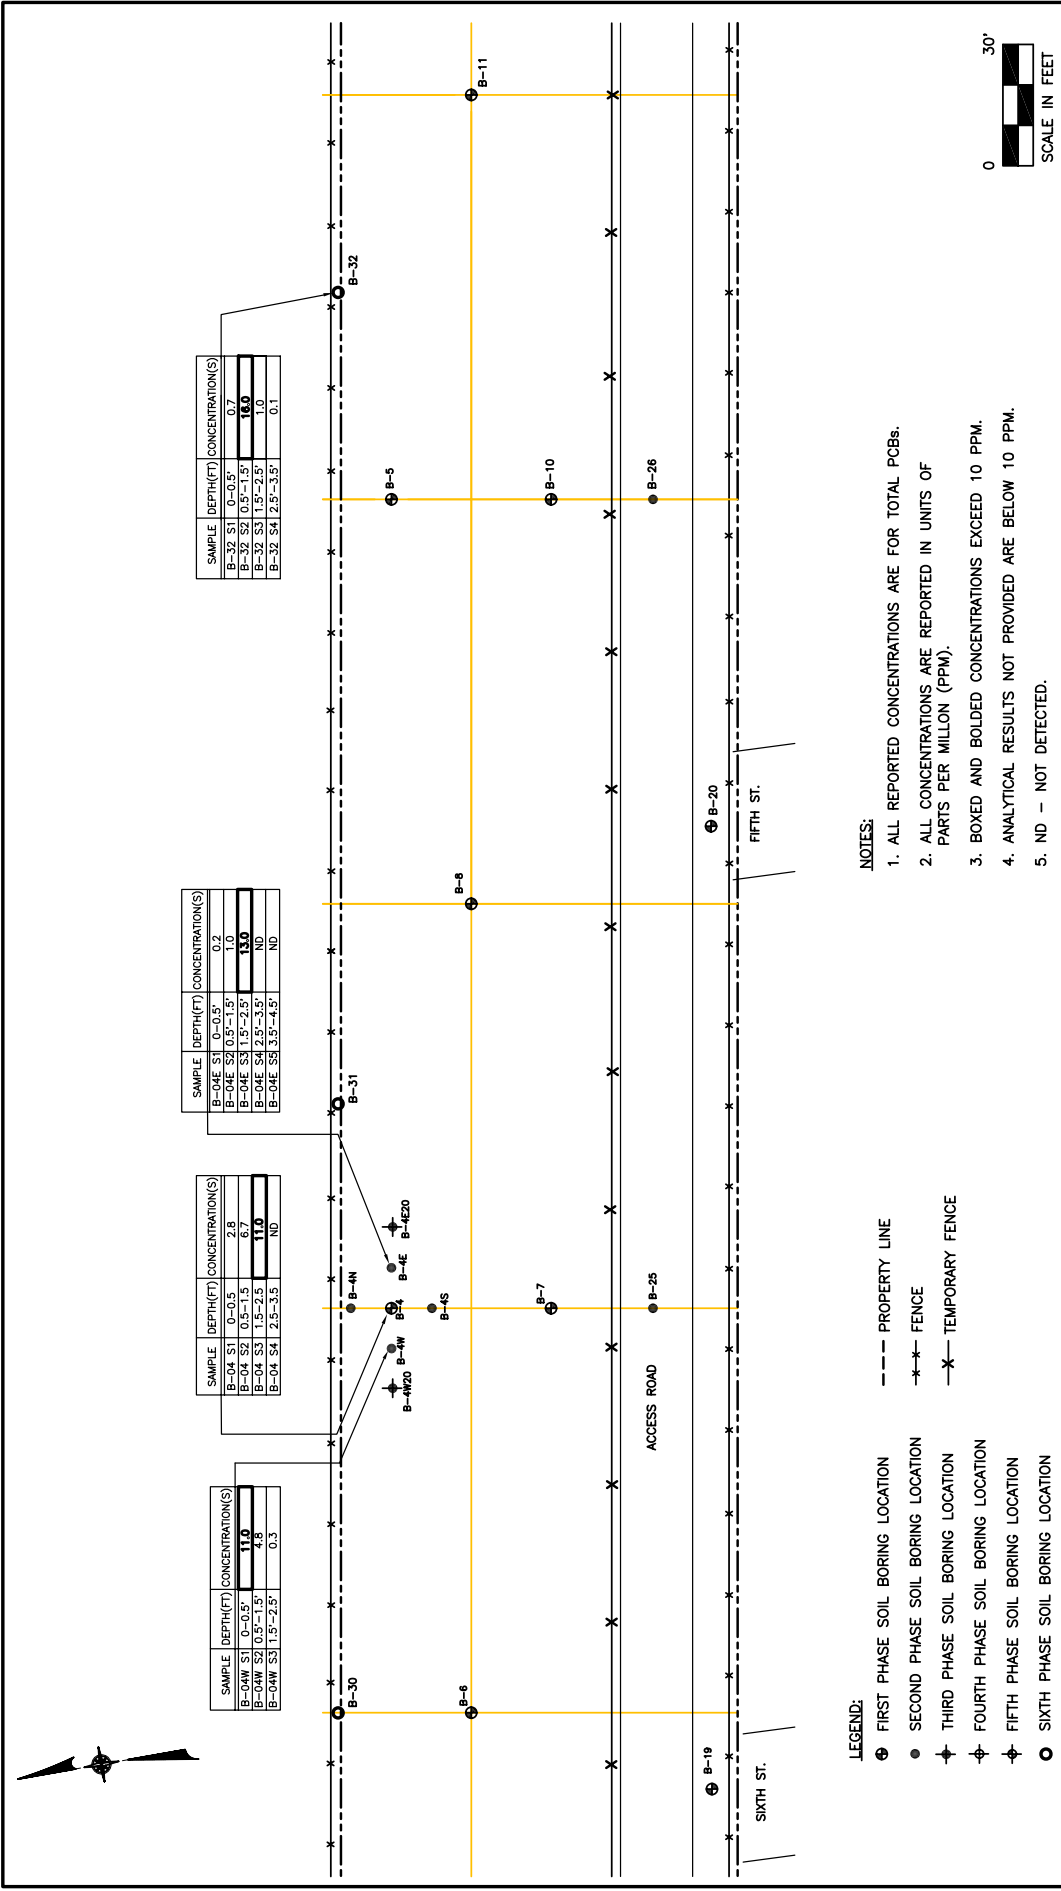 SAMPLE DEPTH(FT) CONCENTRATION(S)
B-04W S1 0-0.5' 11.0
B-04W S2 0.5'-1.5' 4.8
B-04W S3 1.5'-2.5' 0.3
SAMPLE DEPTH(FT) CONCENTRATION(S)
B-04 S1 0-0.5 2.8
B-04 S2 0.5-1.5 6.7
B-04 S3 1.5-2.5 11.0
B-04 S4 2.5-3.5 ND
SAMPLE DEPTH(FT) CONCENTRATION(S)
B-04E S1 0-0.5' 0.2
B-04E S2 0.5'-1.5' 1.0
B-04E S3 1.5'-2.5' 13.0
B-04E S4 2.5'-3.5' ND
B-04E S5 3.5'-4.5' ND
SAMPLE DEPTH(FT) CONCENTRATION(S)
B-32 S1 0-0.5' 0.7
B-32 S2 0.5'-1.5' 16.0
B-32 S3 1.5'-2.5' 1.0
B-32 S4 2.5'-3.5' 0.1
B-30
B-4N
B-31
B-32
B-4W20
B-4W
B-4
B-4E
B-4E20
B-5
B-4S
B-6
B-8
B-11
B-7
B-10
ACCESS ROAD
B-25
B-26
B-19
B-20
SIXTH ST.
FIFTH ST.
LEGEND:
FIRST PHASE SOIL BORING LOCATION
SECOND PHASE SOIL BORING LOCATION
THIRD PHASE SOIL BORING LOCATION
FOURTH PHASE SOIL BORING LOCATION
FIFTH PHASE SOIL BORING LOCATION
SIXTH PHASE SOIL BORING LOCATION
PROPERTY LINE
FENCE
TEMPORARY FENCE
NOTES:
1. ALL REPORTED CONCENTRATIONS ARE FOR TOTAL PCBs.
2. ALL CONCENTRATIONS ARE REPORTED IN UNITS OF
PARTS PER MILLON (PPM).
3. BOXED AND BOLDED CONCENTRATIONS EXCEED 10 PPM.
4. ANALYTICAL RESULTS NOT PROVIDED ARE BELOW 10 PPM.
5. ND - NOT DETECTED.
0 30'
SCALE IN FEET